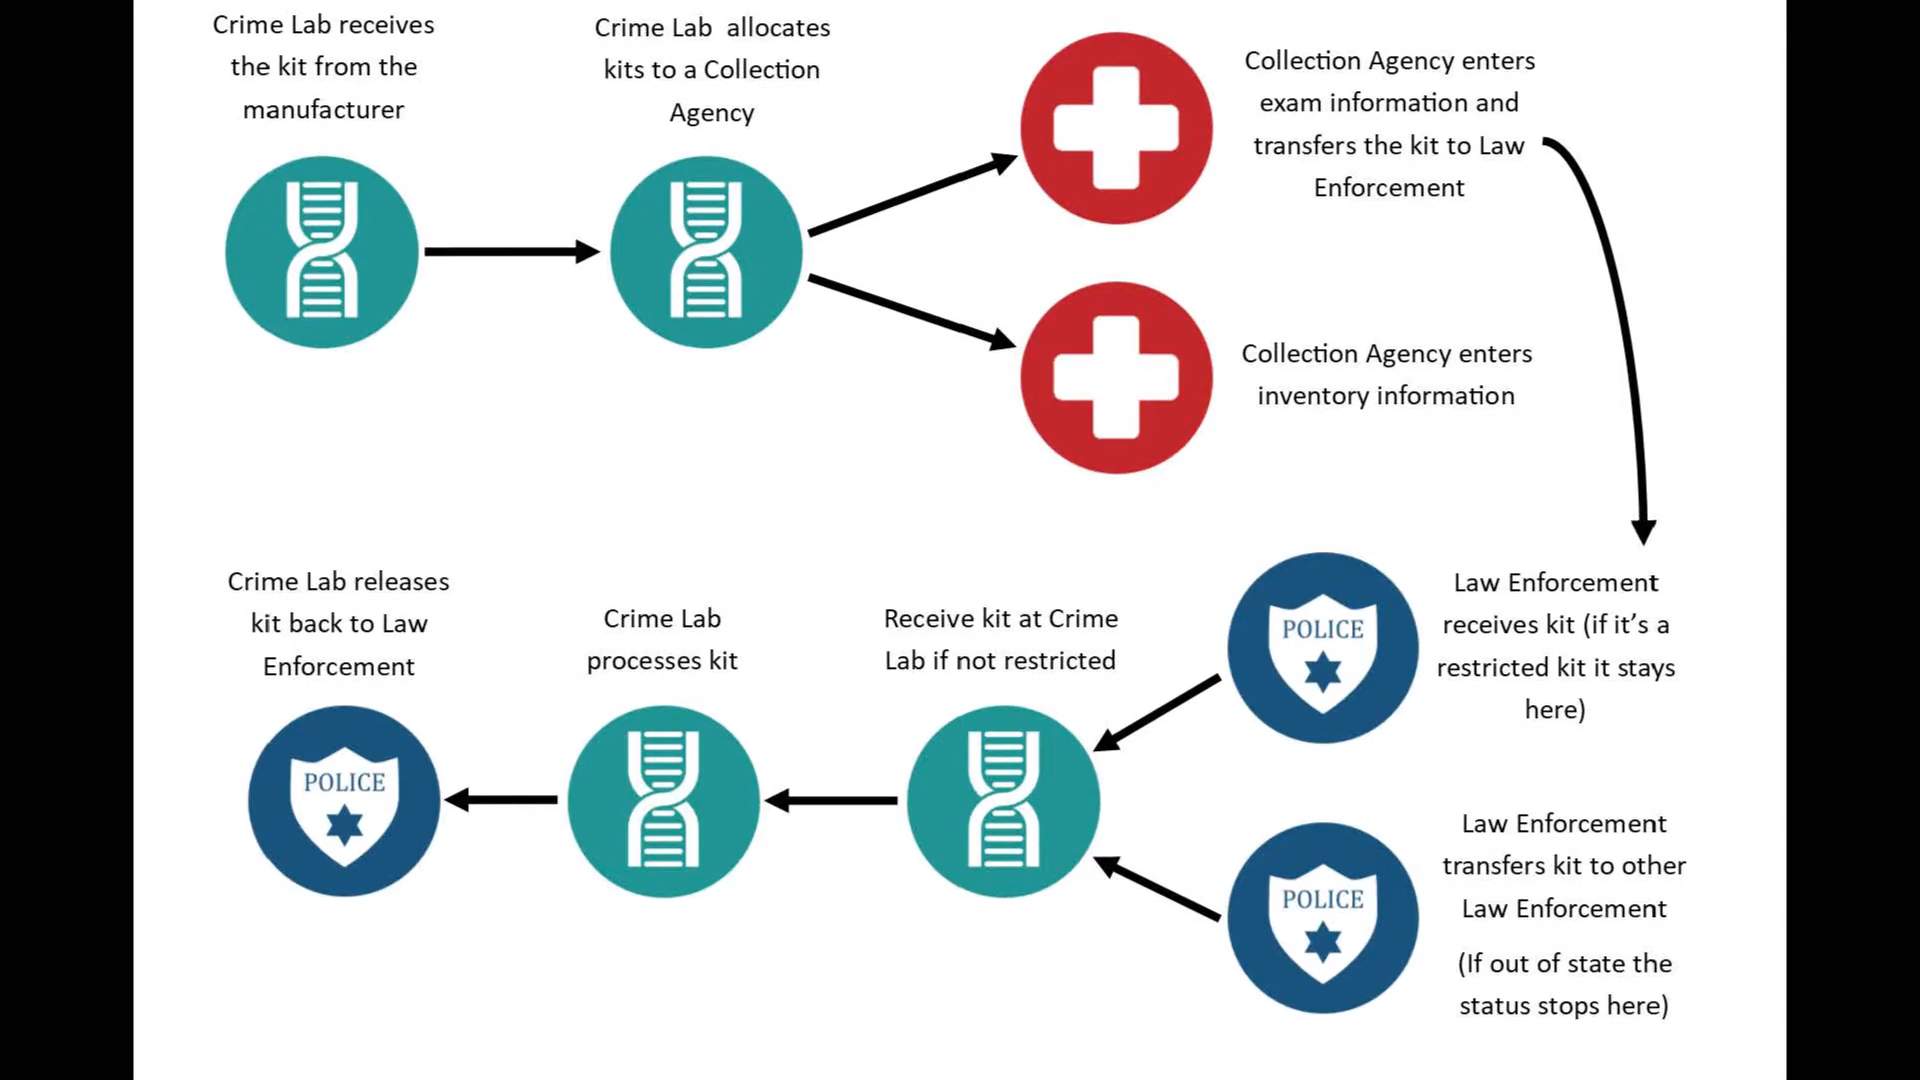 Crime Lab receives
the kit from the
manufacturer
Crime Lab allocates
kits to a Collection
Agency
Collection Agency enters
exam information and
transfers the kit to Law
Enforcement
Collection Agency enters
inventory information
Law Enforcement
receives kit (if it’s a
restricted kit it stays
here)
POLICE
Law Enforcement
transfers kit to other
Law Enforcement
(If out of state the
status stops here)
POLICE
Receive kit at Crime
Lab if not restricted
Crime Lab
processes kit
Crime Lab releases
kit back to Law
Enforcement
POLICE